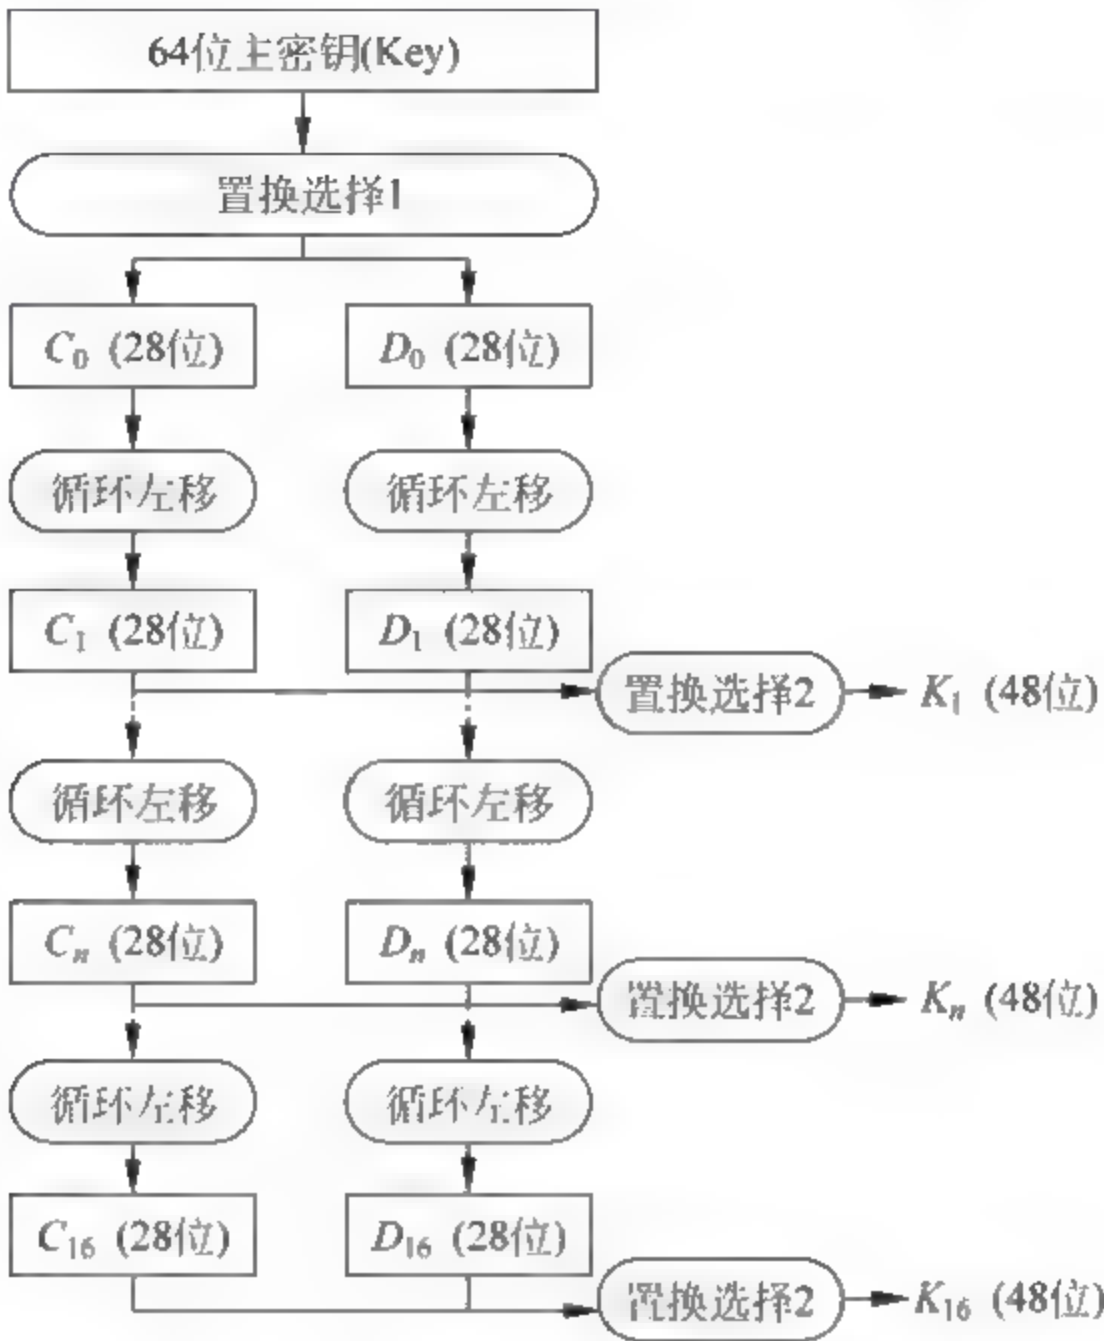 64位主密钥(Key)
置换选择1
C₀ (28位) D₀ (28位)
循环左移 循环左移
C₁ (28位) D₁ (28位)
置换选择2 K₁ (48位)
循环左移 循环左移
Cₙ (28位) Dₙ (28位)
置换选择2 Kₙ (48位)
循环左移 循环左移
C₁₆ (28位) D₁₆ (28位)
置换选择2 K₁₆ (48位)